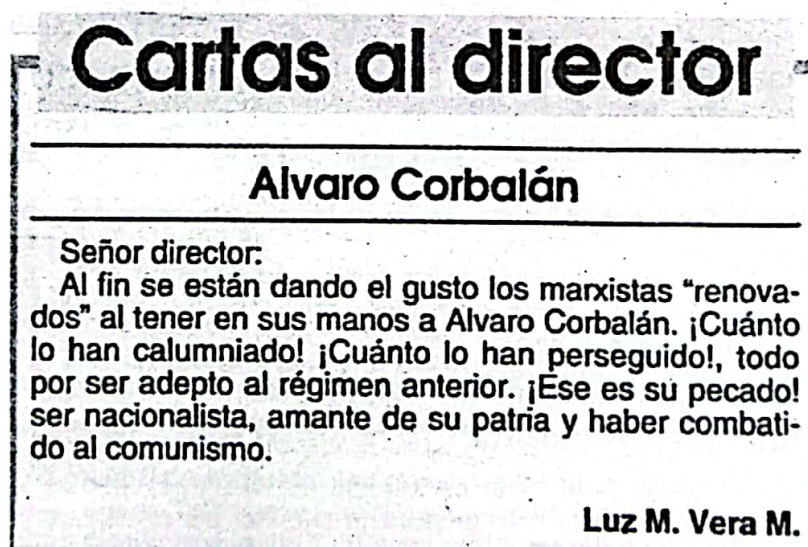 Cartas al director
Alvaro Corbalán
Señor director:
Al fin se están dando el gusto los marxistas "renova-
dos" al tener en sus manos a Alvaro Corbalán. ¡Cuánto
lo han calumniado! ¡Cuánto lo han perseguido!, todo
por ser adepto al régimen anterior. ¡Ese es su pecado!
ser nacionalista, amante de su patria y haber combati-
do al comunismo.
Luz M. Vera M.